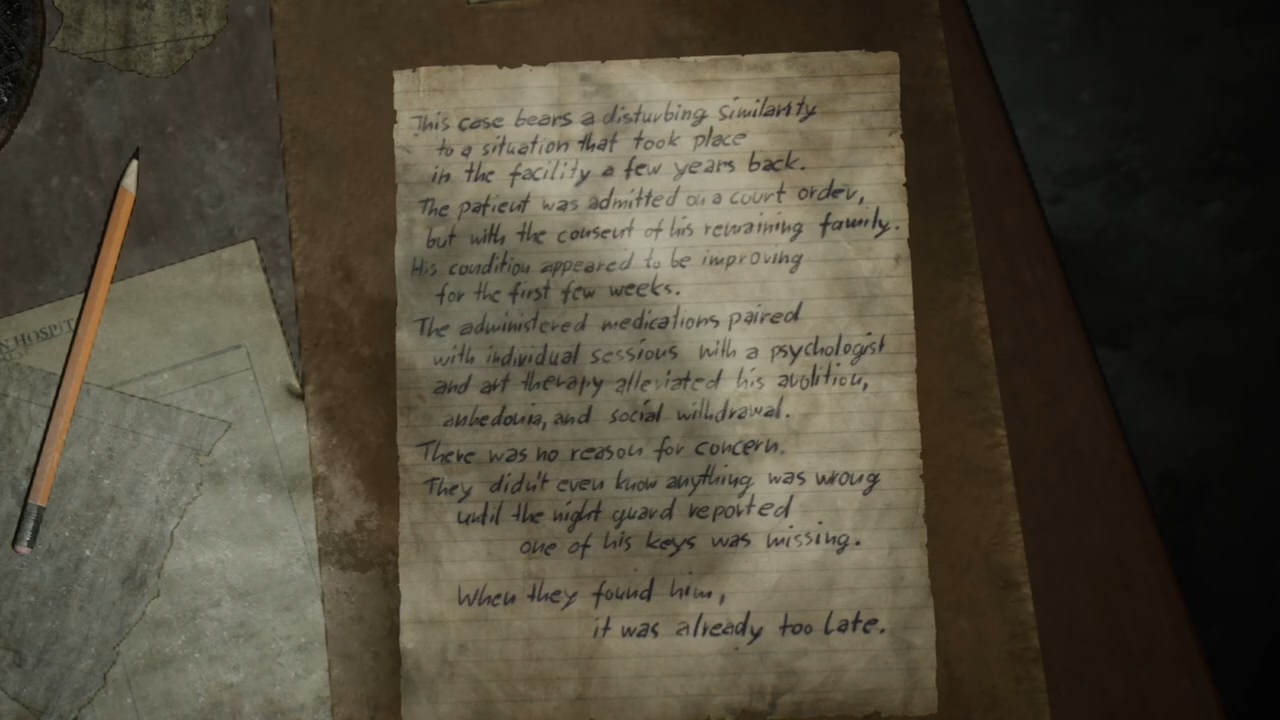 This case bears a disturbing similarity
to a situation that took place
in the facility a few years back.
The patient was admitted on a court order,
but with the consent of his remaining family.
His condition appeared to be improving
for the first few weeks.
The administered medications paired
with individual sessions with a psychologist
and art therapy alleviated his avolition,
anhedonia, and social withdrawal.
There was no reason for concern.
They didn't even know anything was wrong
until the night guard reported
one of his keys was missing.
When they found him,
it was already too late.
N HOSPIT